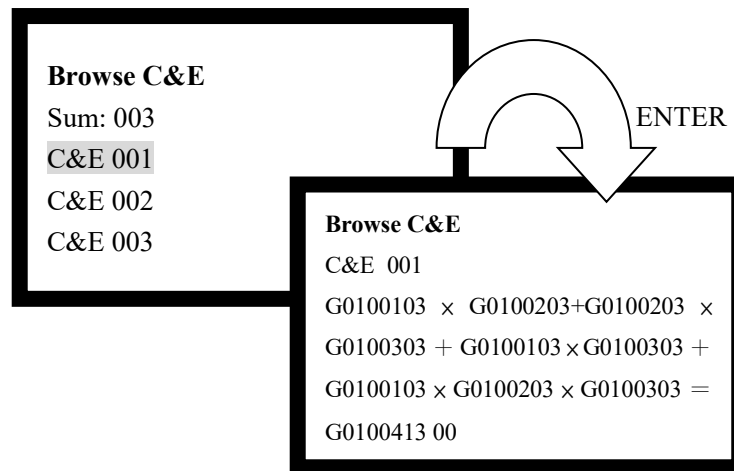 Browse C&E
Sum: 003
C&E 001
C&E 002
C&E 003
ENTER
Browse C&E
C&E 001
G0100103 × G0100203+G0100203 ×
G0100303 + G0100103 × G0100303 +
G0100103 × G0100203 × G0100303 =
G0100413 00